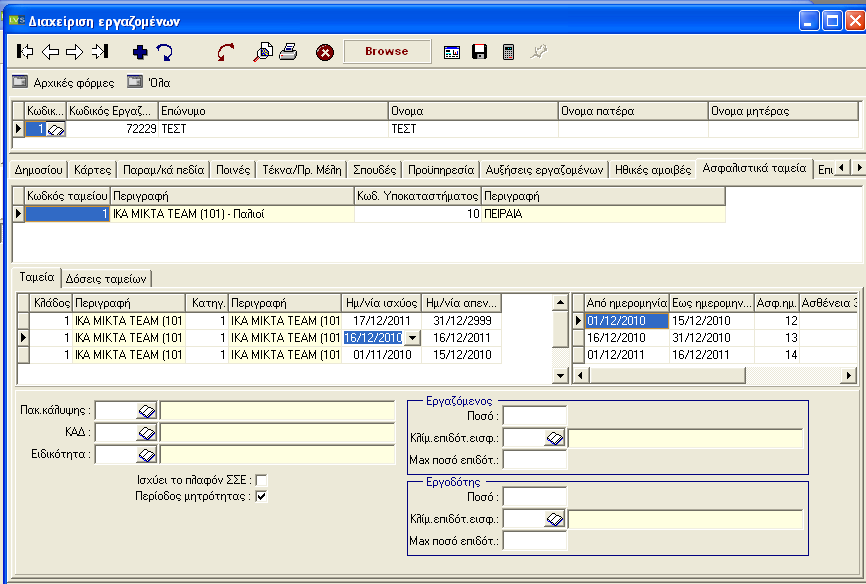 IVS Διαχείριση εργαζομένων
Browse
Αρχικές φόρμες Όλα
Κωδικ... Κωδικός Εργαζ... Επώνυμο Ονομα Ονομα πατέρα Ονομα μητέρας
1 72229 ΤΕΣΤ ΤΕΣΤ
Δημοσίου Κάρτες Παραμ/κά πεδία Ποινές Τέκνα/Πρ. Μέλη Σπουδές Προϋπηρεσία Αυξήσεις εργαζομένων Ηθικές αμοιβές Ασφαλιστικά ταμεία Επι
Κωδκός ταμείου Περιγραφή Κωδ. Υποκαταστήματος Περιγραφή
1 ΙΚΑ ΜΙΚΤΑ ΤΕΑΜ (101) - Παλιοί 10 ΠΕΙΡΑΙΑ
Ταμεία Δόσεις ταμείων
Κλάδος Περιγραφή Κατηγ. Περιγραφή Ημ/νία ισχύος Ημ/νία απεν... Από ημερομηνία Εως ημερομην... Ασφ.ημ. Ασθένεια 3
1 ΙΚΑ ΜΙΚΤΑ ΤΕΑΜ (101 1 ΙΚΑ ΜΙΚΤΑ ΤΕΑΜ (101 17/12/2011 31/12/2999 01/12/2010 15/12/2010 12
1 ΙΚΑ ΜΙΚΤΑ ΤΕΑΜ (101 1 ΙΚΑ ΜΙΚΤΑ ΤΕΑΜ (101 16/12/2010 16/12/2011 16/12/2010 31/12/2010 13
1 ΙΚΑ ΜΙΚΤΑ ΤΕΑΜ (101 1 ΙΚΑ ΜΙΚΤΑ ΤΕΑΜ (101 01/11/2010 15/12/2010 01/12/2011 16/12/2011 14
Πακ.κάλυψης :
ΚΑΔ :
Ειδικότητα :
Ισχύει το πλαφόν ΣΣΕ :
Περίοδος μητρότητας :
Εργαζόμενος
Ποσό :
Κλίμ.επιδότ.εισφ.:
Max ποσό επιδότ.:
Εργοδότης
Ποσό :
Κλίμ.επιδότ.εισφ.:
Max ποσό επιδότ.: